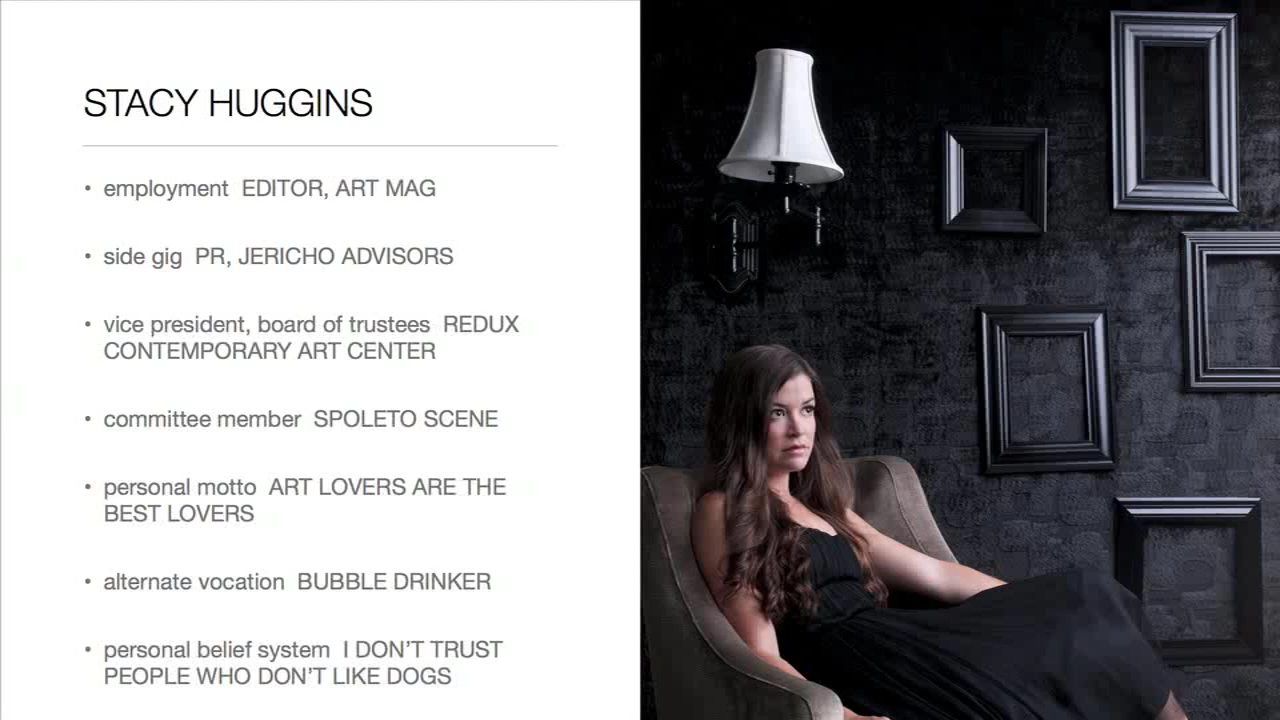 STACY HUGGINS
• employment EDITOR, ART MAG
• side gig PR, JERICHO ADVISORS
• vice president, board of trustees REDUX
CONTEMPORARY ART CENTER
• committee member SPOLETO SCENE
• personal motto ART LOVERS ARE THE
BEST LOVERS
• alternate vocation BUBBLE DRINKER
• personal belief system I DON’T TRUST
PEOPLE WHO DON’T LIKE DOGS